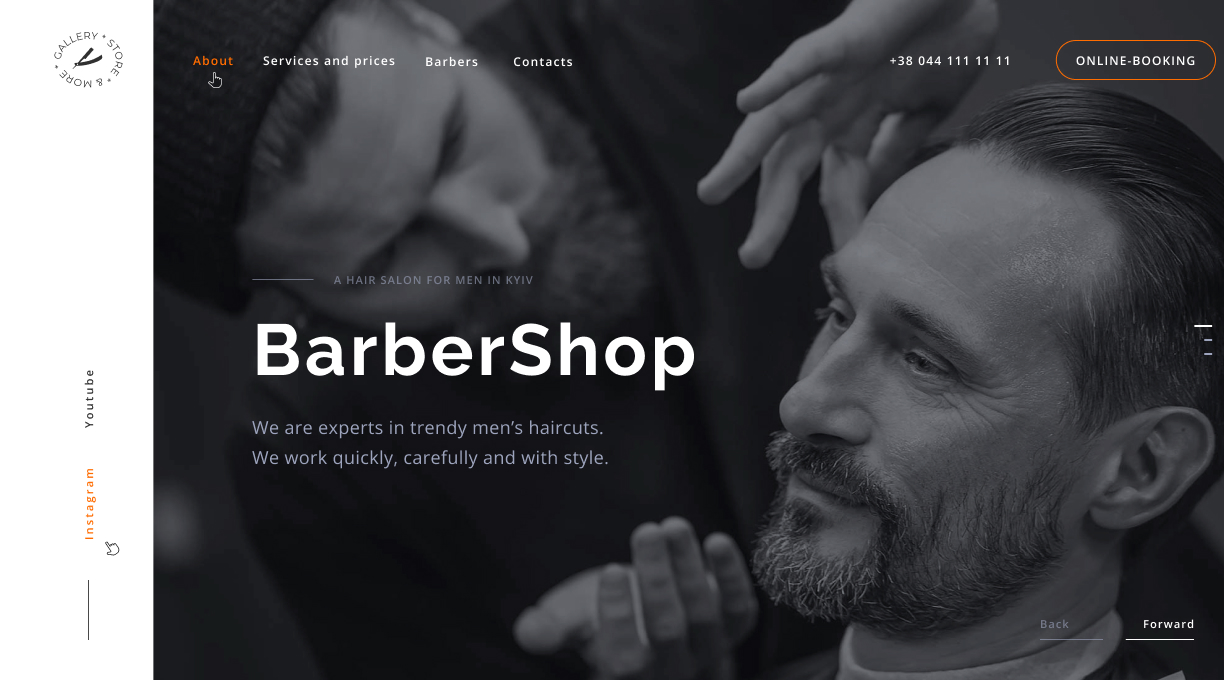 GALLERY * STORE * & MORE *
About
Services and prices
Barbers
Contacts
+38 044 111 11 11
ONLINE-BOOKING
A HAIR SALON FOR MEN IN KYIV
BarberShop
We are experts in trendy men’s haircuts.
We work quickly, carefully and with style.
Youtube
Instagram
Back
Forward